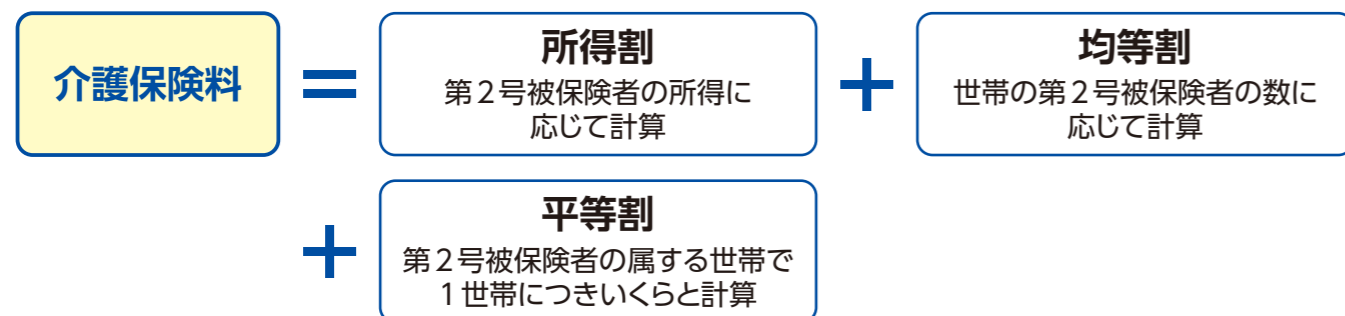 介護保険料
=
所得割
第2号被保険者の所得に
応じて計算
+
均等割
世帯の第2号被保険者の数に
応じて計算
+
平等割
第2号被保険者の属する世帯で
1世帯につきいくらと計算